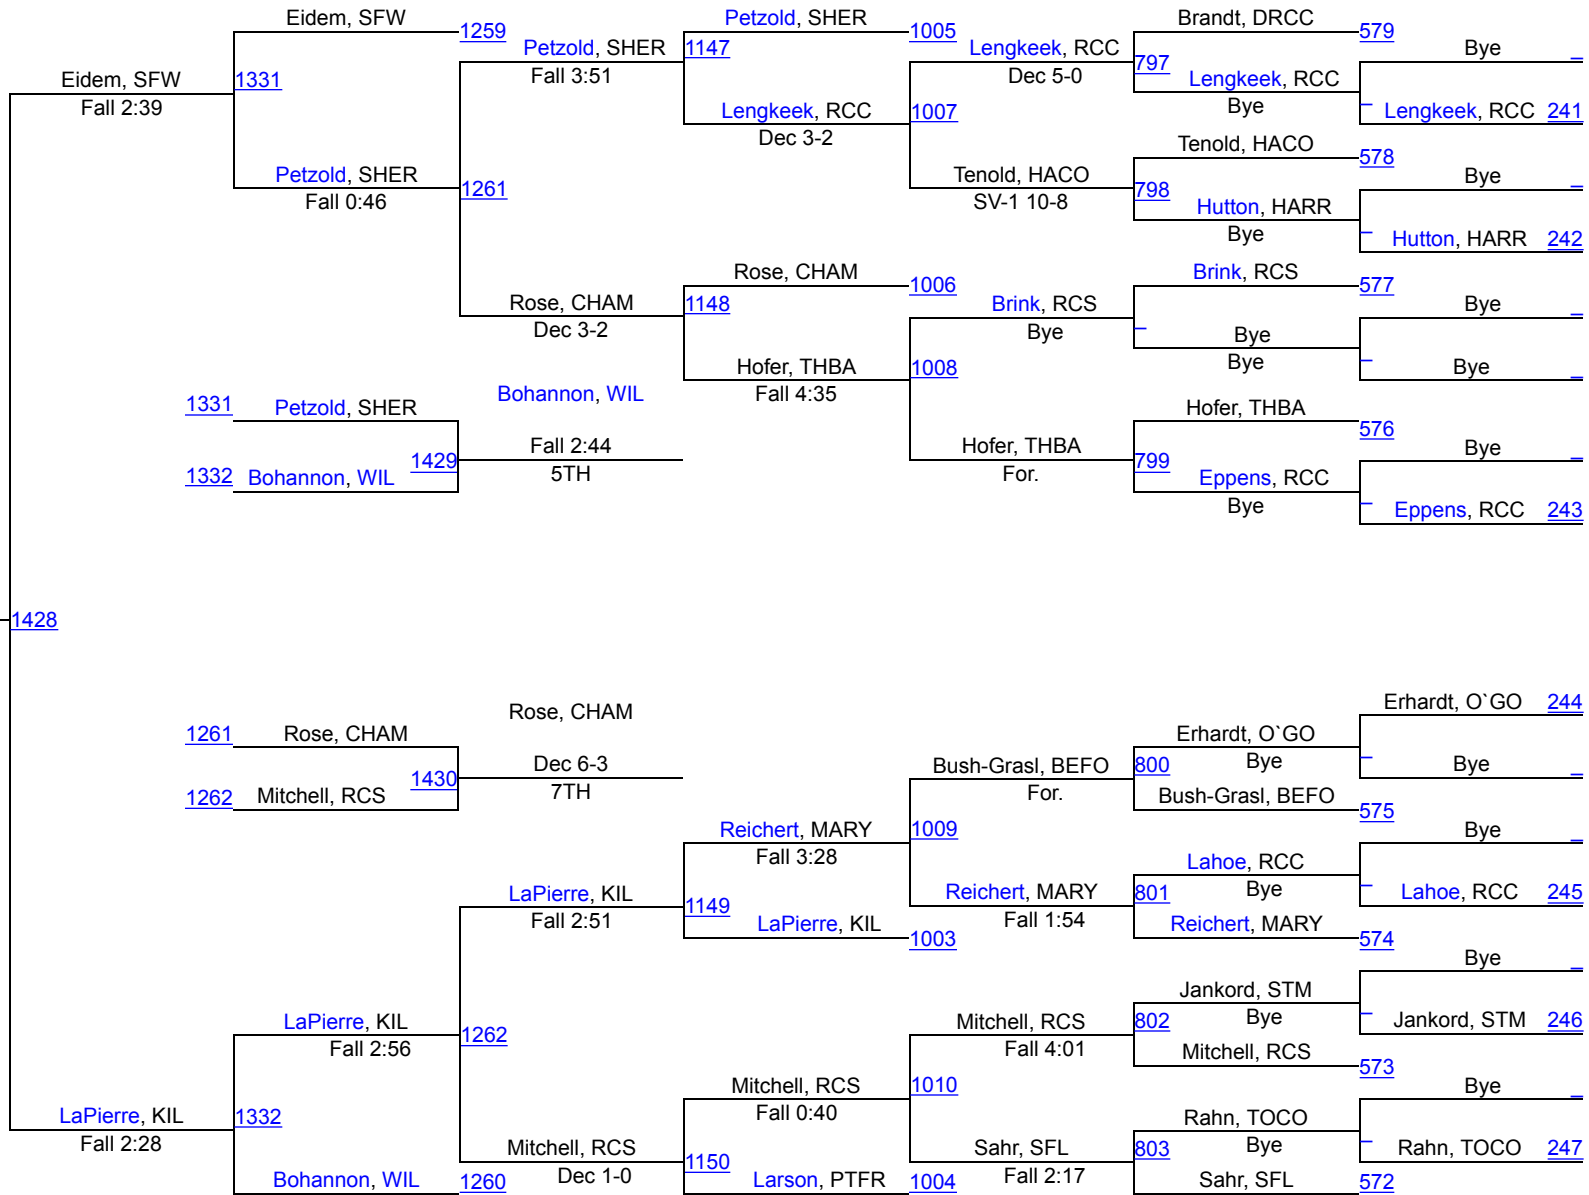 Eidem, SFW
1259
Petzold, SHER
1005
Brandt, DRCC
579
Petzold, SHER
1147
Lengkeek, RCC
797
Bye
Fall 3:51
Dec 5-0
Eidem, SFW
1331
Lengkeek, RCC
Fall 2:39
Lengkeek, RCC
1007
Bye
Lengkeek, RCC 241
Dec 3-2
Tenold, HACO
578
Petzold, SHER
1261
Tenold, HACO
798
Bye
Fall 0:46
SV-1 10-8
Hutton, HARR
Bye
Hutton, HARR 242
Rose, CHAM
1006
Brink, RCS
577
Rose, CHAM
1148
Brink, RCS
Bye
Dec 3-2
Bye
Bye
Hofer, THBA
1008
Bye
Bye
Fall 4:35
Bohannon, WIL
1331
Petzold, SHER
Hofer, THBA
576
Fall 2:44
Hofer, THBA
Bye
1429
5TH
For.
799
1332
Bohannon, WIL
Eppens, RCC
Bye
Eppens, RCC 243
1428
Erhardt, O`GO 244
Rose, CHAM
1261
Rose, CHAM
Erhardt, O`GO
Dec 6-3
Bush-Grasl, BEFO
800
Bye
Bye
1430
7TH
For.
1262
Mitchell, RCS
Bush-Grasl, BEFO
575
Reichert, MARY
1009
Bye
Fall 3:28
Lahoe, RCC
LaPierre, KIL
1149
Reichert, MARY
801
Bye
Lahoe, RCC 245
Fall 2:51
LaPierre, KIL
1003
Fall 1:54
Reichert, MARY
574
Bye
Jankord, STM
LaPierre, KIL
1262
Mitchell, RCS
802
Bye
Jankord, STM 246
Fall 2:56
Fall 4:01
Mitchell, RCS
573
Mitchell, RCS
1010
Bye
Fall 0:40
LaPierre, KIL
1332
Rahn, TOCO
Fall 2:28
Mitchell, RCS
1150
Sahr, SFL
803
Bye
Rahn, TOCO 247
Bohannon, WIL
1260
Dec 1-0
Larson, PTFR
1004
Fall 2:17
Sahr, SFL
572